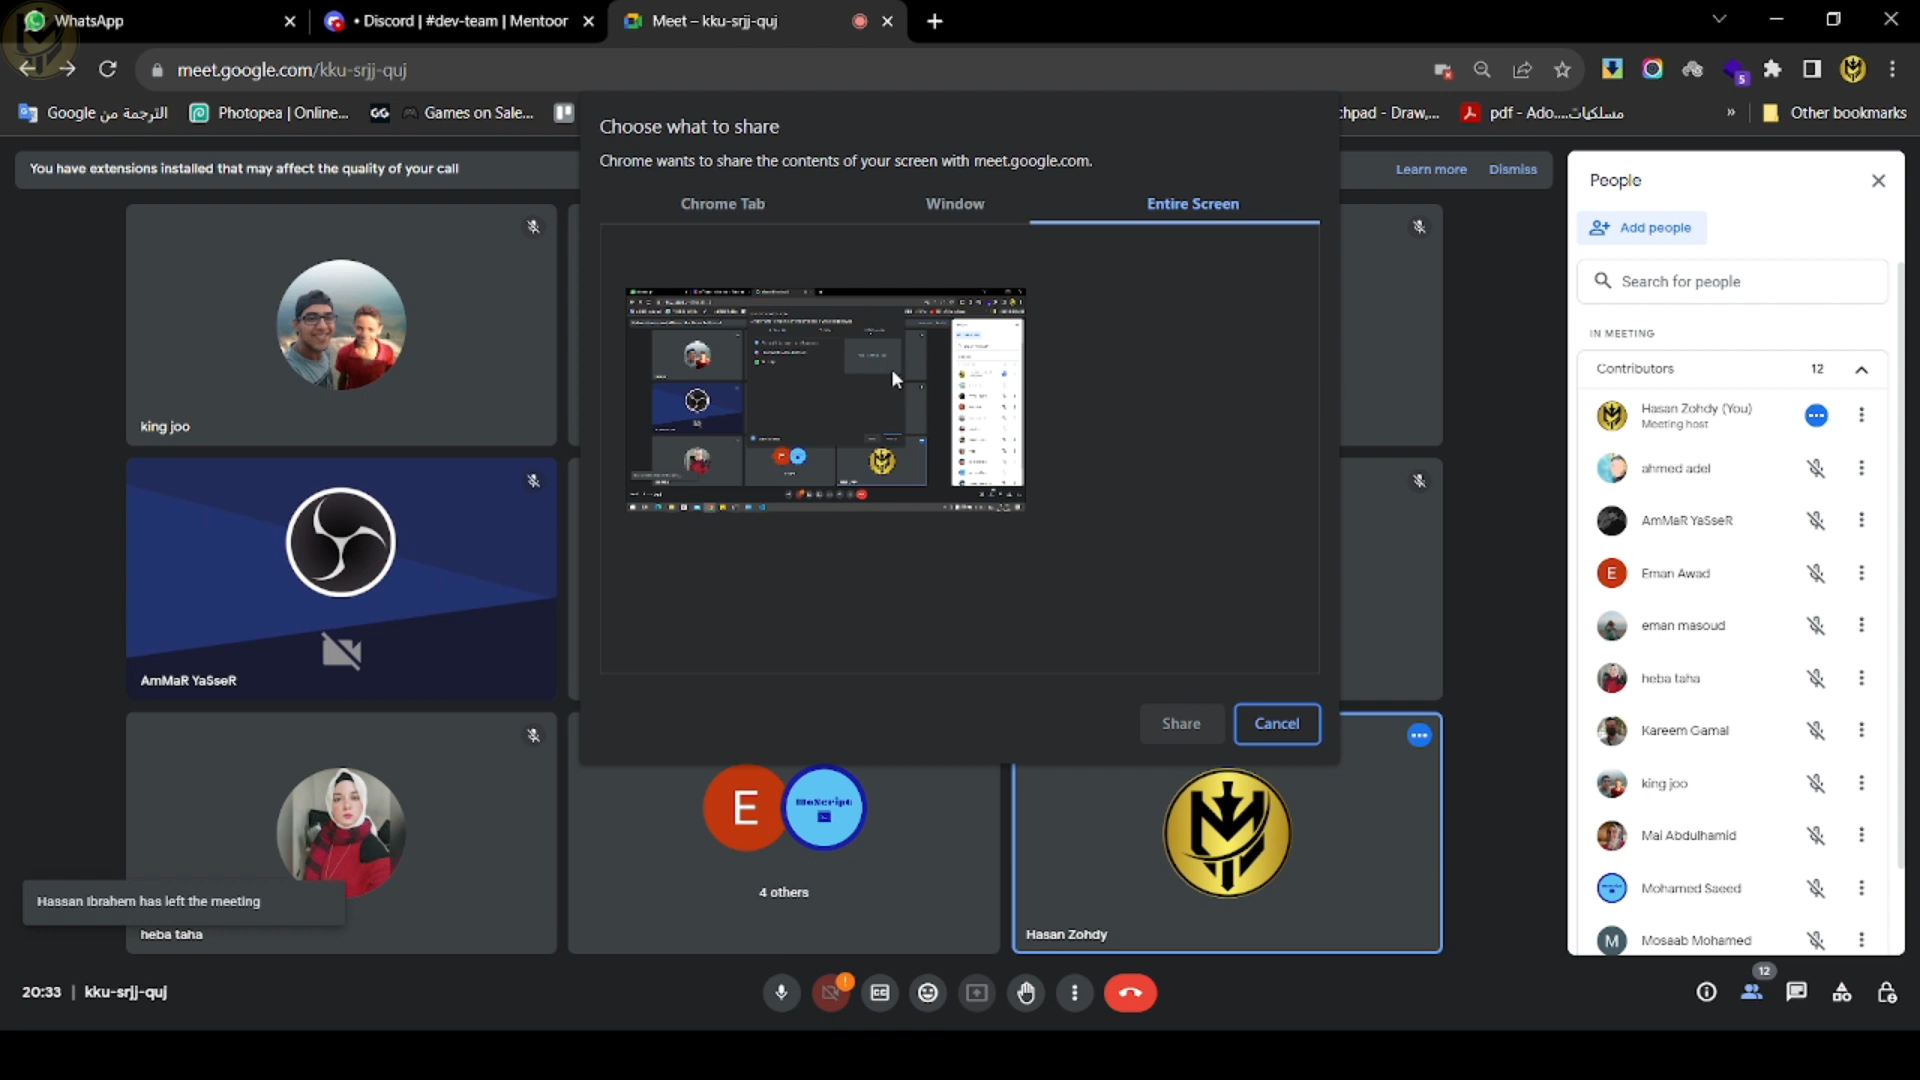 WhatsApp
• Discord | #dev-team | Mentoor
Meet – kku-srjj-quj
meet.google.com/kku-srjj-quj
5
الترجمة من Google
Photopea | Online...
Games on Sale...
chpad - Draw,...
مسلكيات....pdf - Ado
»
Other bookmarks
You have extensions installed that may affect the quality of your call
Learn more
Dismiss
Choose what to share
Chrome wants to share the contents of your screen with meet.google.com.
Chrome Tab
Window
Entire Screen
Share
Cancel
king joo
AmMaR YaSseR
heba taha
Hassan Ibrahem has left the meeting
E
MoScript
4 others
Hasan Zohdy
People
Add people
Search for people
IN MEETING
Contributors
12
Hasan Zohdy (You)
Meeting host
ahmed adel
AmMaR YaSseR
E
Eman Awad
eman masoud
heba taha
Kareem Gamal
king joo
Mai Abdulhamid
Mohamed Saeed
M
Mosaab Mohamed
20:33 | kku-srjj-quj
12